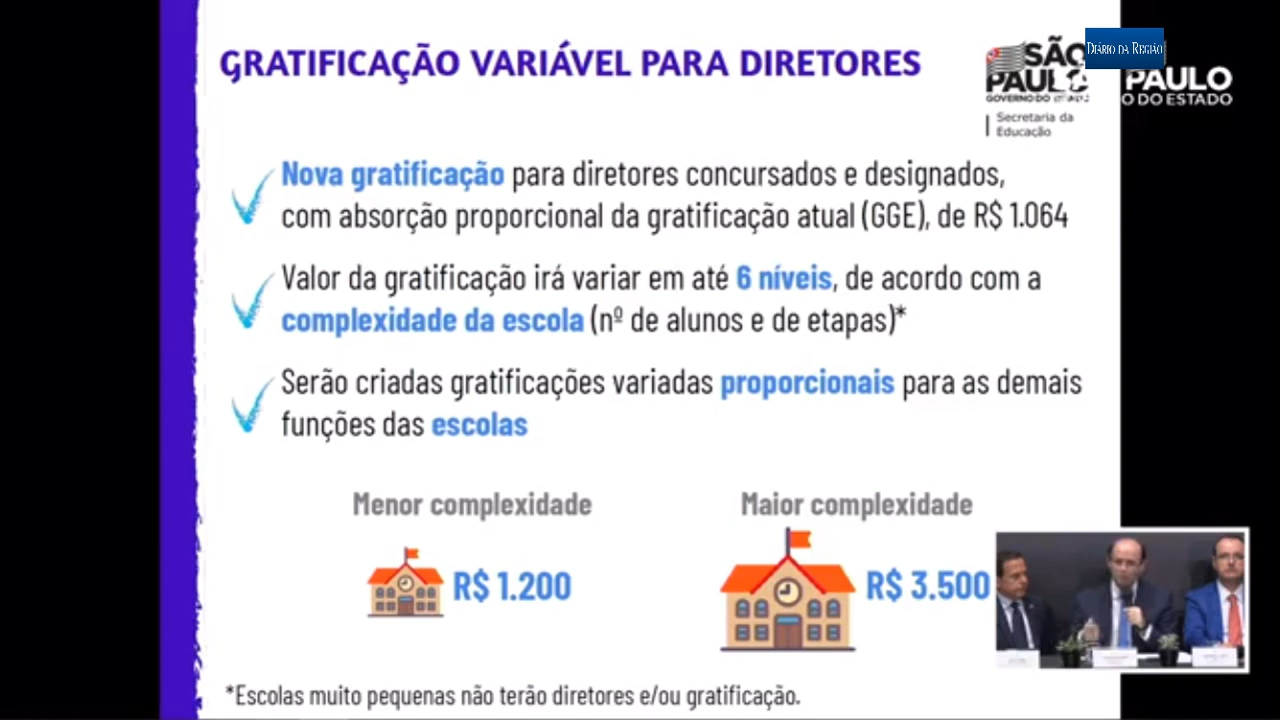 GRATIFICAÇÃO VARIÁVEL PARA DIRETORES
SÃO
PAULO
GOVERNO DO ESTADO
Secretaria da
Educação
DIÁRIO DA REGIÃO
PAULO
O DO ESTADO
Nova gratificação para diretores concursados e designados,
com absorção proporcional da gratificação atual (GGE), de R$ 1.064
Valor da gratificação irá variar em até 6 níveis, de acordo com a
complexidade da escola (nº de alunos e de etapas)*
Serão criadas gratificações variadas proporcionais para as demais
funções das escolas
Menor complexidade
Maior complexidade
R$ 1.200
R$ 3.500
*Escolas muito pequenas não terão diretores e/ou gratificação.